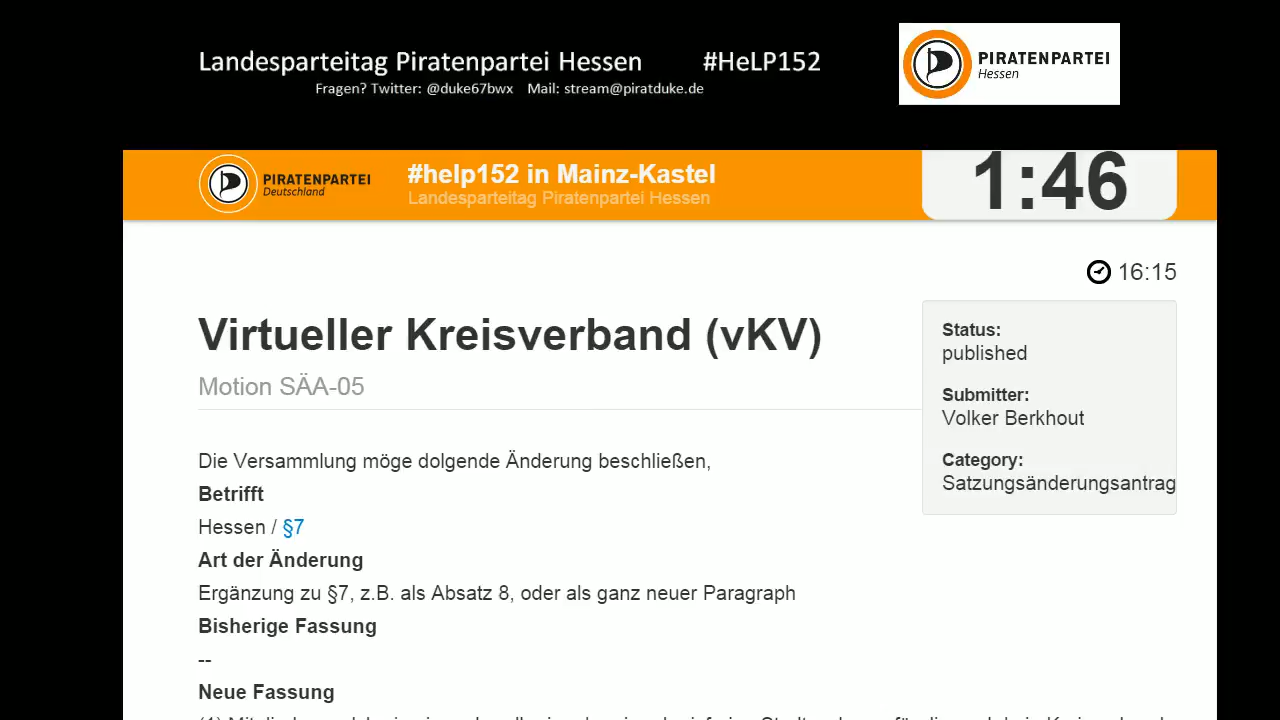 Landesparteitag Piratenpartei Hessen #HeLP152
Fragen? Twitter: @duke67bwx Mail: stream@piratduke.de
PIRATENPARTEI
Hessen
PIRATENPARTEI
Deutschland
#help152 in Mainz-Kastel
Landesparteitag Piratenpartei Hessen
1:46
16:15
Virtueller Kreisverband (vKV)
Motion SÄA-05
Status:
published
Submitter:
Volker Berkhout
Category:
Satzungsänderungsantrag
Die Versammlung möge dolgende Änderung beschließen,
Betrifft
Hessen / §7
Art der Änderung
Ergänzung zu §7, z.B. als Absatz 8, oder als ganz neuer Paragraph
Bisherige Fassung
--
Neue Fassung